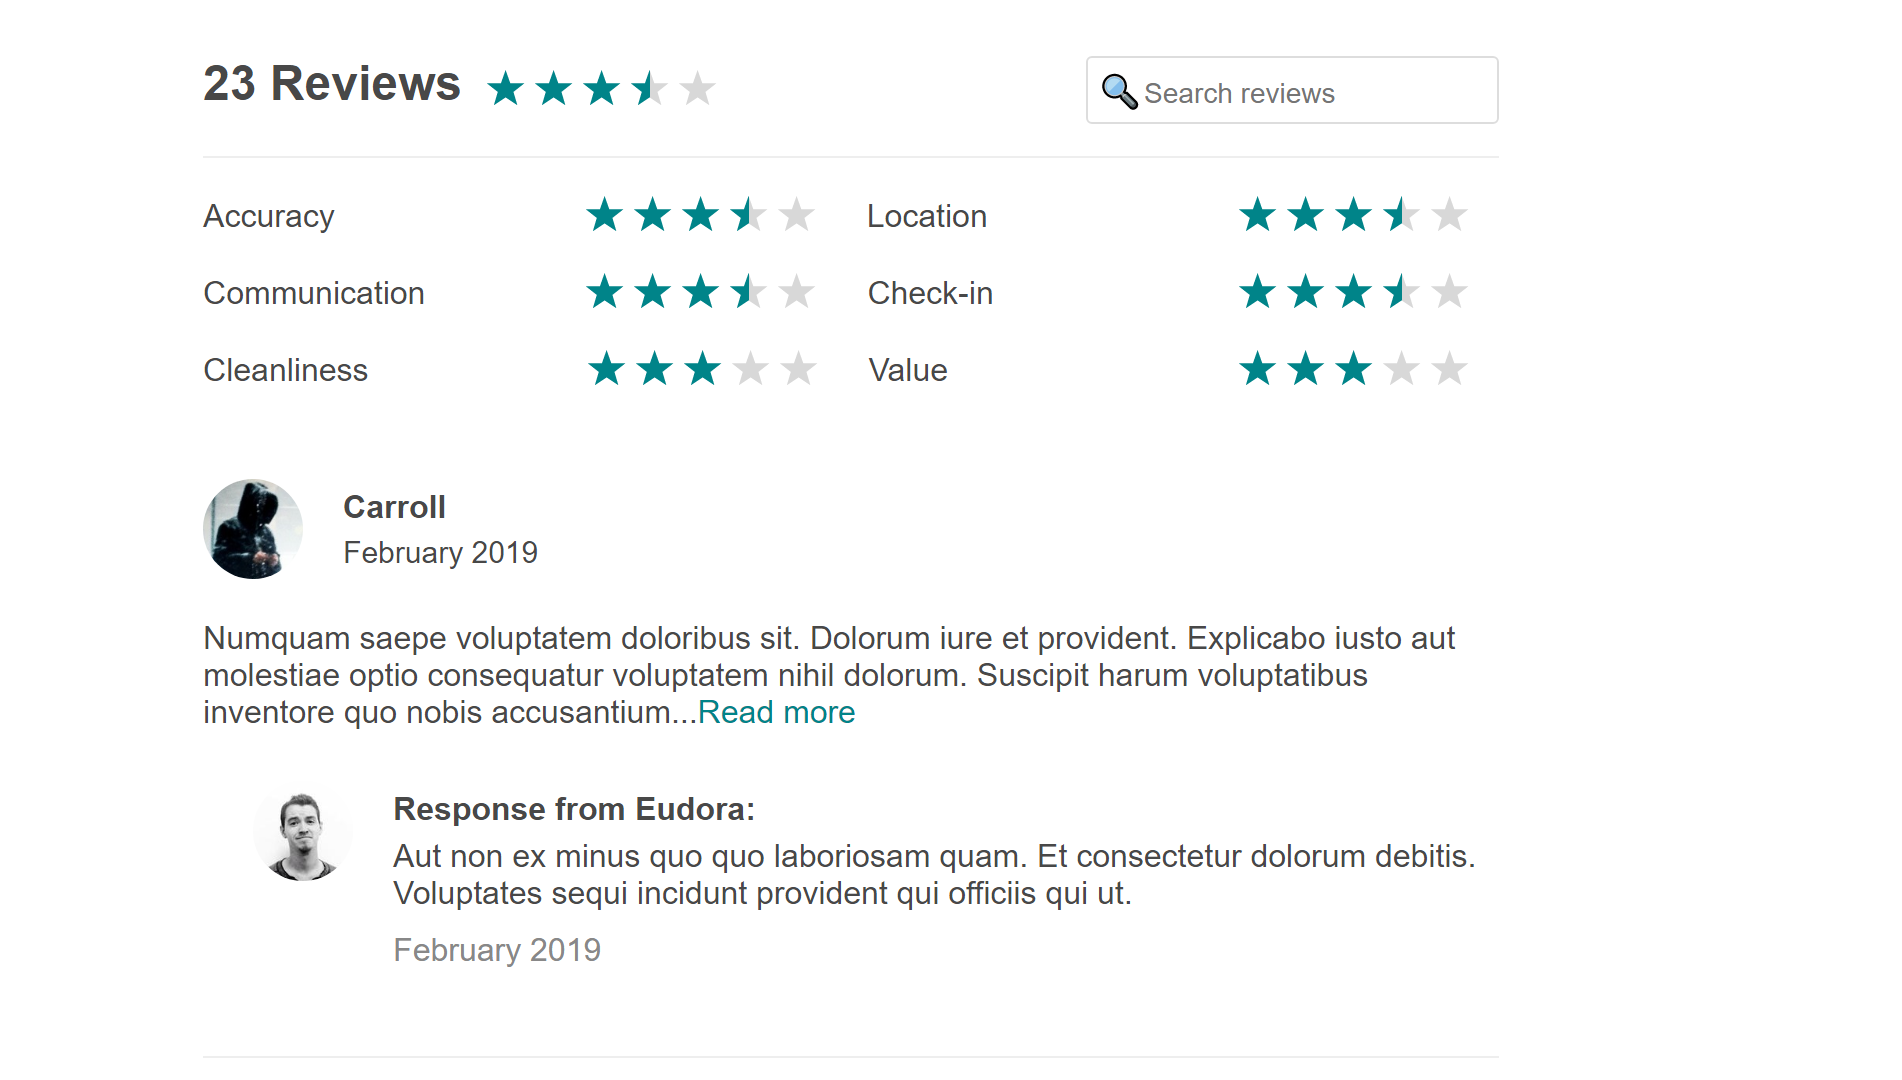 23 Reviews
Search reviews
Accuracy
Location
Communication
Check-in
Cleanliness
Value
Carroll
February 2019
Numquam saepe voluptatem doloribus sit. Dolorum iure et provident. Explicabo iusto aut
molestiae optio consequatur voluptatem nihil dolorum. Suscipit harum voluptatibus
inventore quo nobis accusantium...Read more
Response from Eudora:
Aut non ex minus quo quo laboriosam quam. Et consectetur dolorum debitis.
Voluptates sequi incidunt provident qui officiis qui ut.
February 2019